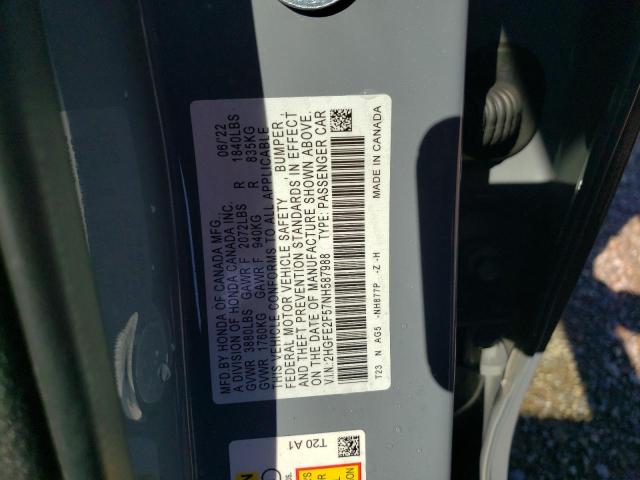 MFD.BY HONDA OF CANADA MFG., 06/'22
A DIVISION OF HONDA CANADA INC.
GVWR 3880LBS GAWR F 2072LBS R 1840LBS
GVWR 1760KG GAWR F 940KG R 835KG
THIS VEHICLE CONFORMS TO ALL APPLICABLE
FEDERAL MOTOR VEHICLE SAFETY, BUMPER,
AND THEFT PREVENTION STANDARDS IN EFFECT
ON THE DATE OF MANUFACTURE SHOWN ABOVE.
V.I.N.:2HGFE2F57NH587988 TYPE:PASSENGER CAR
T23 N AG5 -NH877P -Z -H MADE IN CANADA
T20 A1